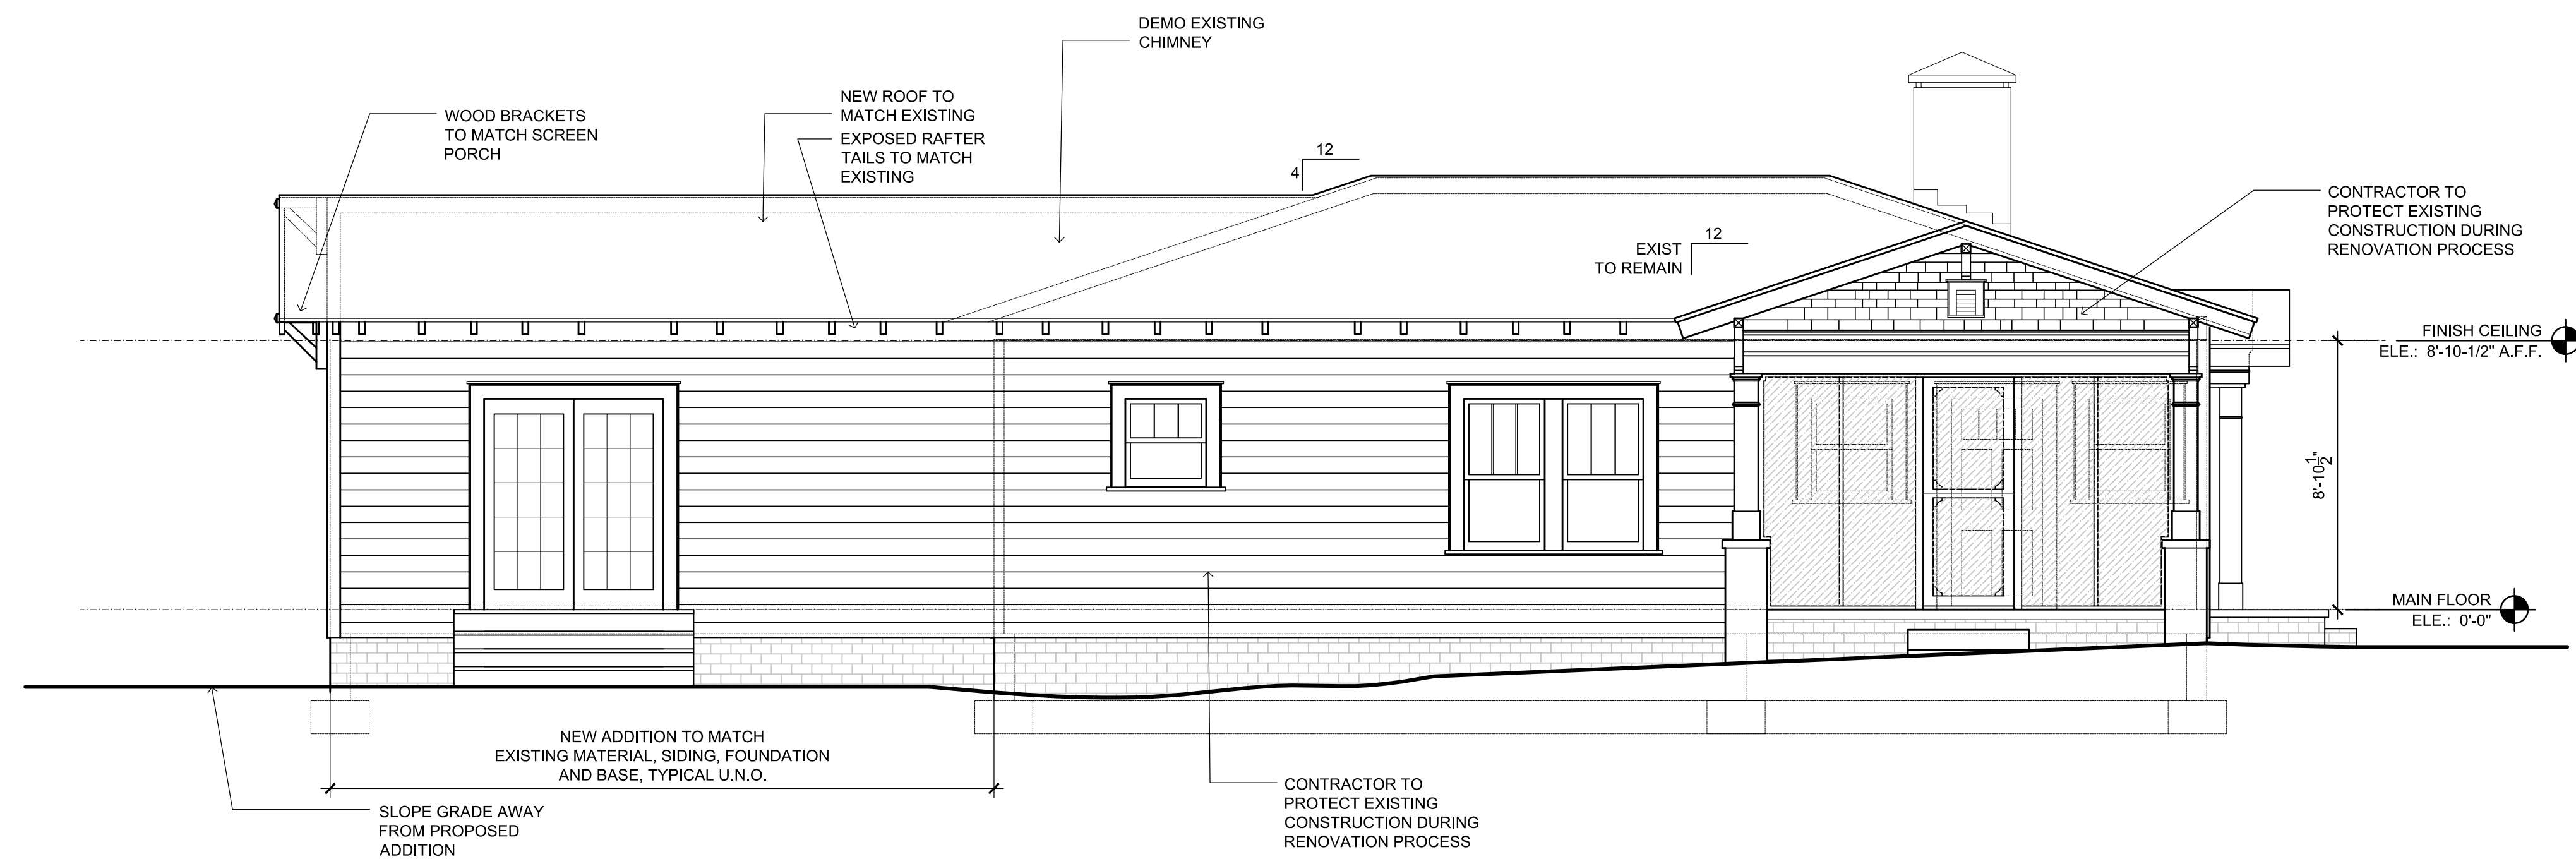 DEMO EXISTING
CHIMNEY
NEW ROOF TO
MATCH EXISTING
EXPOSED RAFTER
TAILS TO MATCH
EXISTING
WOOD BRACKETS
TO MATCH SCREEN
PORCH
12
4
12
EXIST
TO REMAIN
CONTRACTOR TO
PROTECT EXISTING
CONSTRUCTION DURING
RENOVATION PROCESS
FINISH CEILING
ELE.: 8'-10-1/2" A.F.F.
8'-10 1/2"
MAIN FLOOR
ELE.: 0'-0"
NEW ADDITION TO MATCH
EXISTING MATERIAL, SIDING, FOUNDATION
AND BASE, TYPICAL U.N.O.
SLOPE GRADE AWAY
FROM PROPOSED
ADDITION
CONTRACTOR TO
PROTECT EXISTING
CONSTRUCTION DURING
RENOVATION PROCESS